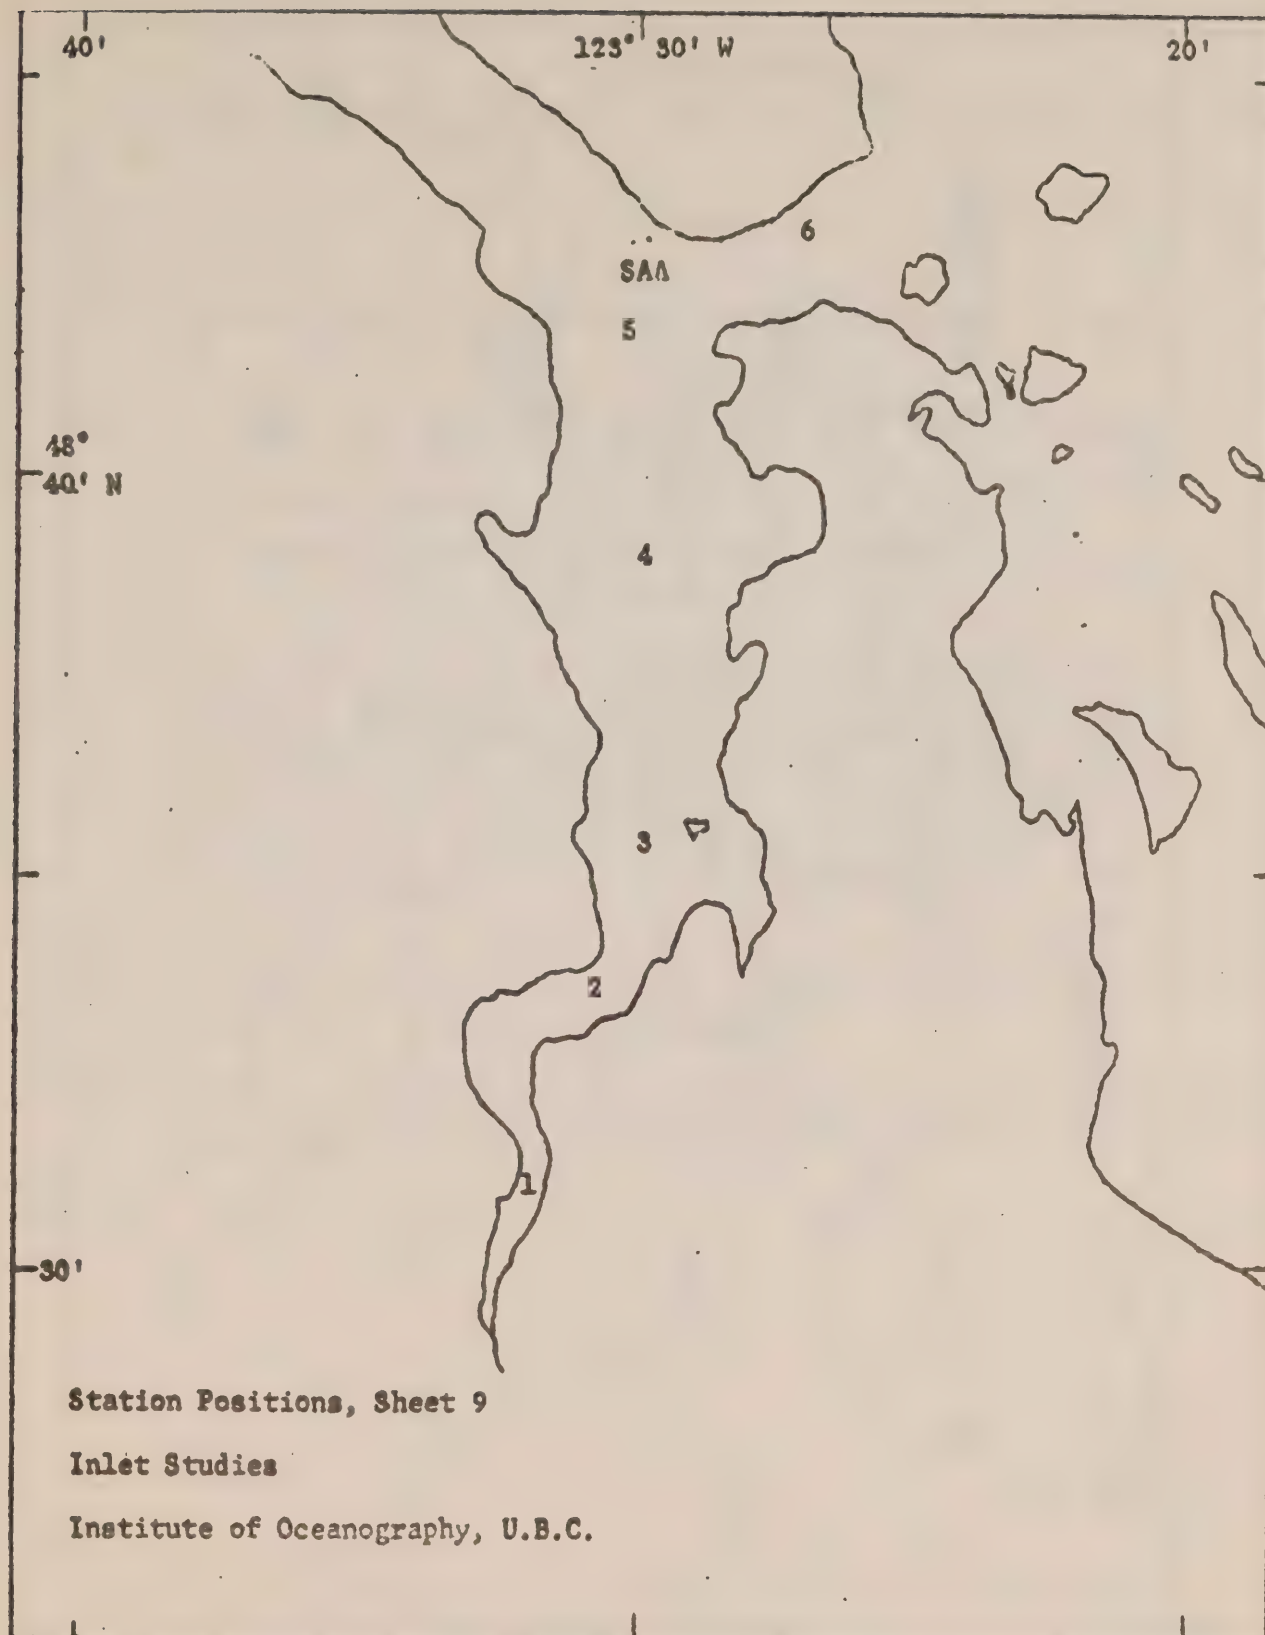 40' 123° 30' W 20'
6
SAA
5
48°
40' N
4
3
2
1
30'
Station Positions, Sheet 9
Inlet Studies
Institute of Oceanography, U.B.C.